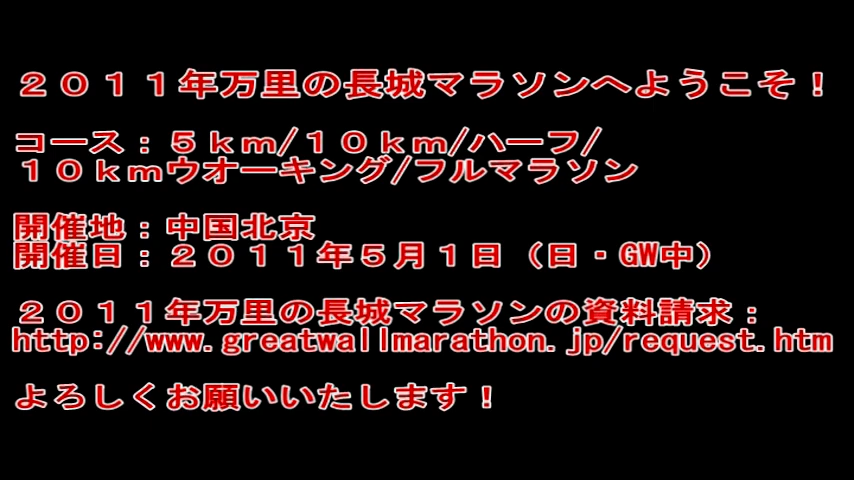 ２０１１年万里の長城マラソンへようこそ！
コース：５ｋｍ/１０ｋｍ/ハーフ/
１０ｋｍウオーキング/フルマラソン
開催地：中国北京
開催日：２０１１年５月１日（日・GW中）
２０１１年万里の長城マラソンの資料請求：
http://www.greatwallmarathon.jp/request.htm
よろしくお願いいたします！